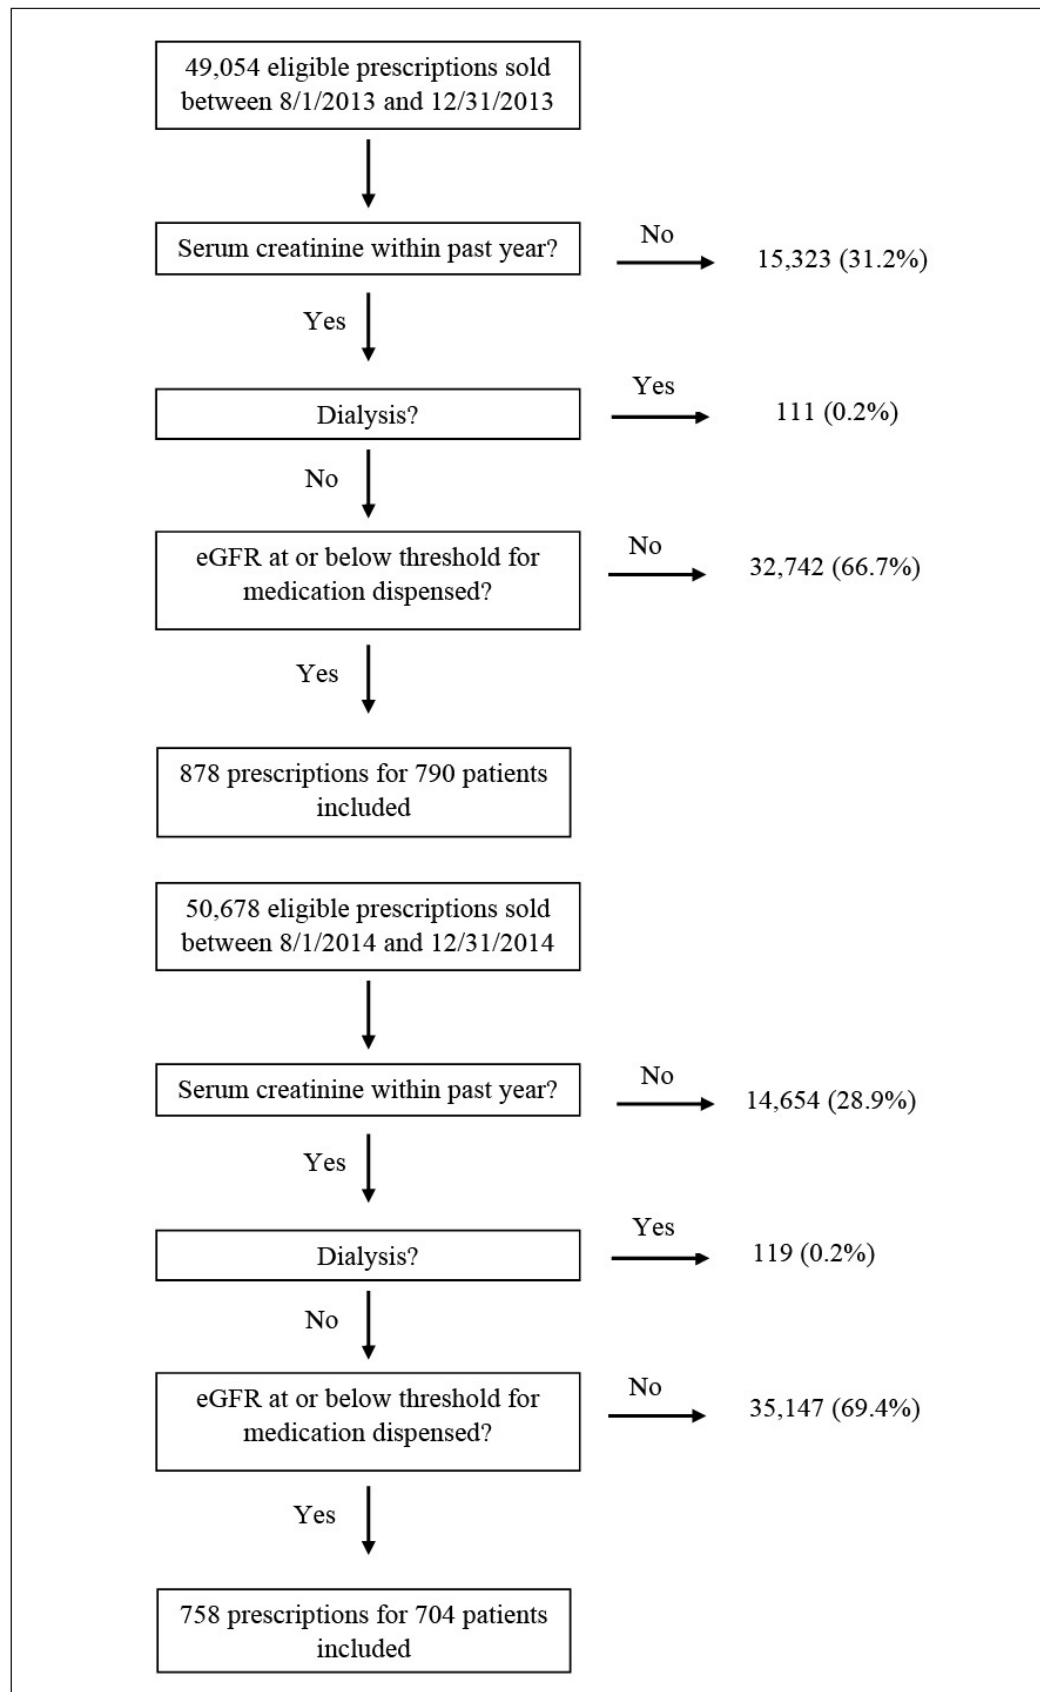 49,054 eligible prescriptions sold
between 8/1/2013 and 12/31/2013
Serum creatinine within past year?
No
15,323 (31.2%)
Yes
Dialysis?
Yes
111 (0.2%)
No
eGFR at or below threshold for
medication dispensed?
No
32,742 (66.7%)
Yes
878 prescriptions for 790 patients
included
50,678 eligible prescriptions sold
between 8/1/2014 and 12/31/2014
Serum creatinine within past year?
No
14,654 (28.9%)
Yes
Dialysis?
Yes
119 (0.2%)
No
eGFR at or below threshold for
medication dispensed?
No
35,147 (69.4%)
Yes
758 prescriptions for 704 patients
included